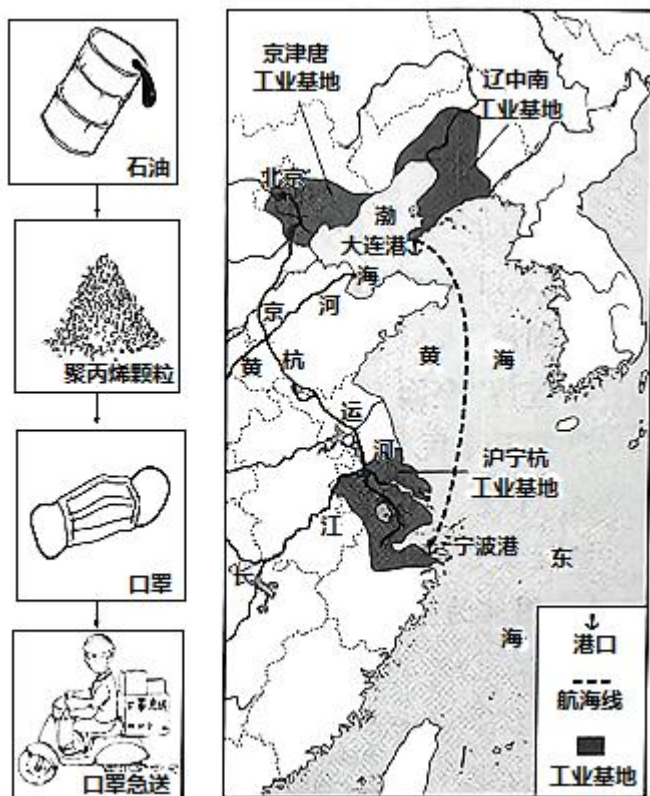 石油
聚丙烯颗粒
口罩
口罩急送
京津唐
工业基地
辽中南
工业基地
北京
渤
大连港
海
京
河
黄
杭
黄
海
运
河
沪宁杭
工业基地
江
宁波港
长
东
海
港口
航海线
工业基地